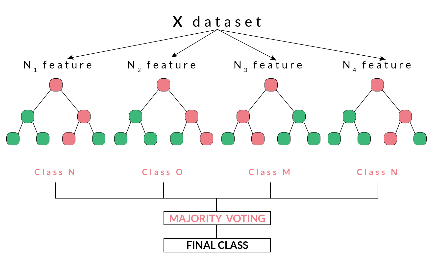 X dataset
N1 feature N2 feature N3 feature N4 feature
Class N Class O Class M Class N
MAJORITY VOTING
FINAL CLASS